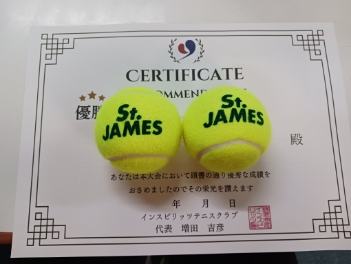 CERTIFICATE
優勝
殿
St.
JAMES
St.
JAMES
あなたは本大会において頭書の通り優秀な成績を
おさめましたのでその栄光を讃えます
年 月 日
インスピリッツテニスクラブ
代表 増田 吉彦